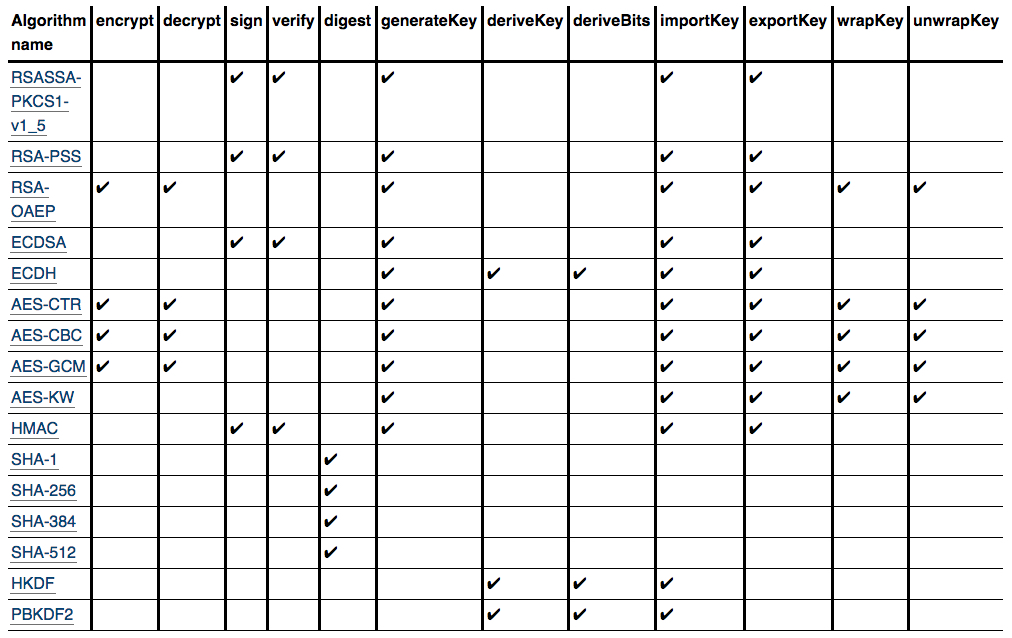 Algorithm name encrypt decrypt sign verify digest generateKey deriveKey deriveBits importKey exportKey wrapKey unwrapKey
RSASSA-PKCS1-v1_5 ✔ ✔ ✔ ✔ ✔
RSA-PSS ✔ ✔ ✔ ✔ ✔
RSA-OAEP ✔ ✔ ✔ ✔ ✔ ✔ ✔
ECDSA ✔ ✔ ✔ ✔ ✔
ECDH ✔ ✔ ✔ ✔ ✔
AES-CTR ✔ ✔ ✔ ✔ ✔ ✔ ✔
AES-CBC ✔ ✔ ✔ ✔ ✔ ✔ ✔
AES-GCM ✔ ✔ ✔ ✔ ✔ ✔ ✔
AES-KW ✔ ✔ ✔ ✔ ✔
HMAC ✔ ✔ ✔ ✔ ✔
SHA-1 ✔
SHA-256 ✔
SHA-384 ✔
SHA-512 ✔
HKDF ✔ ✔ ✔
PBKDF2 ✔ ✔ ✔